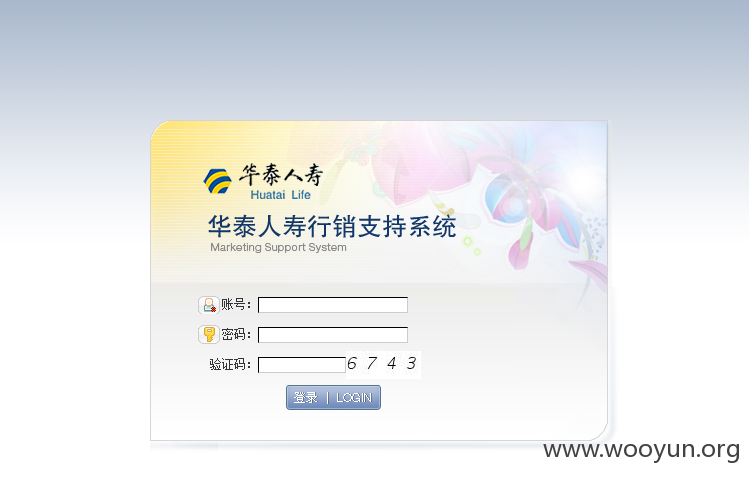 华泰人寿
Huatai Life
华泰人寿行销支持系统
Marketing Support System
账号：
密码：
验证码： 6 7 4 3
登录 | LOGIN
www.wooyun.org